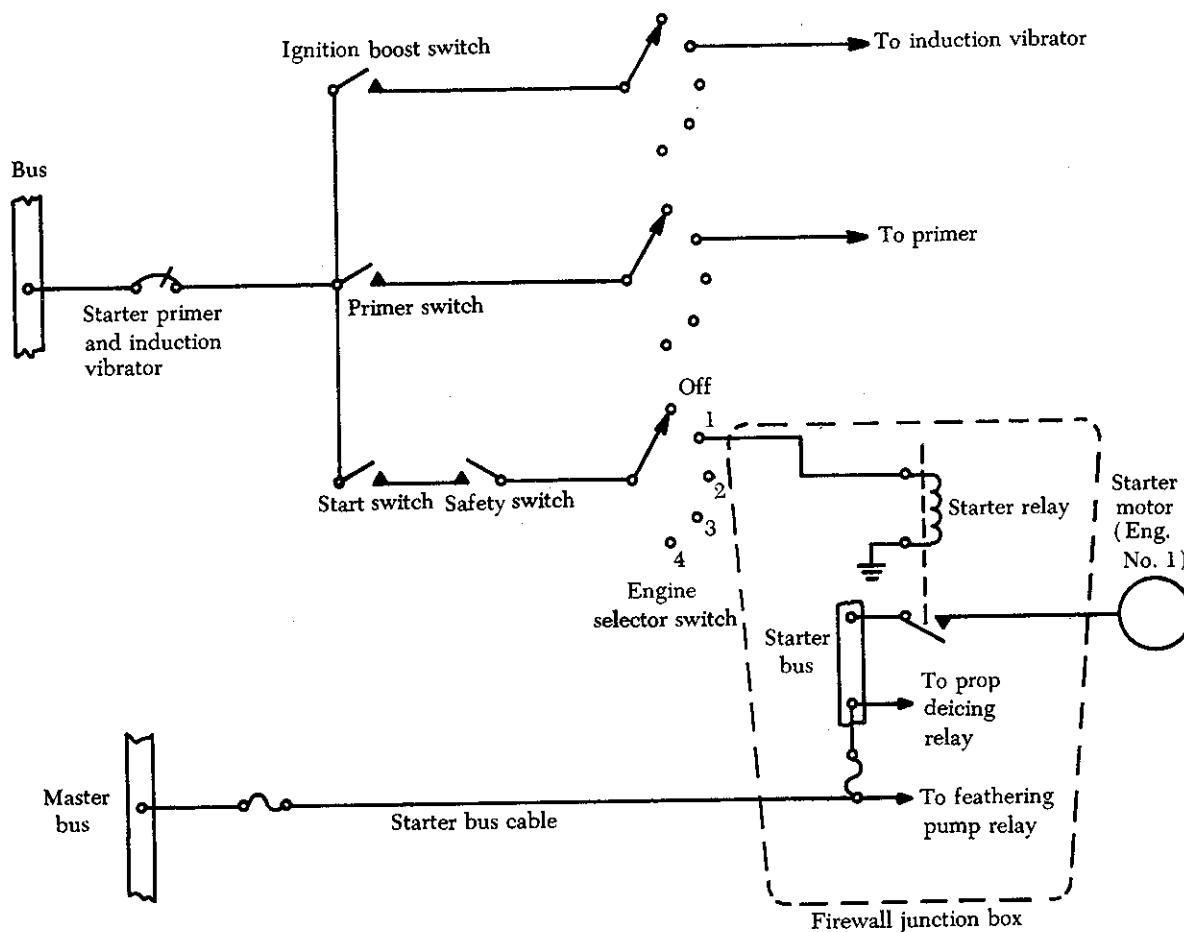 Ignition boost switch
To induction vibrator
Bus
To primer
Starter primer
and induction
vibrator
Primer switch
Off
1
2
3
4
Start switch
Safety switch
Engine
selector switch
Starter relay
Starter
motor
(Eng.
No. 1)
Starter
bus
To prop
deicing
relay
Master
bus
Starter bus cable
To feathering
pump relay
Firewall junction box